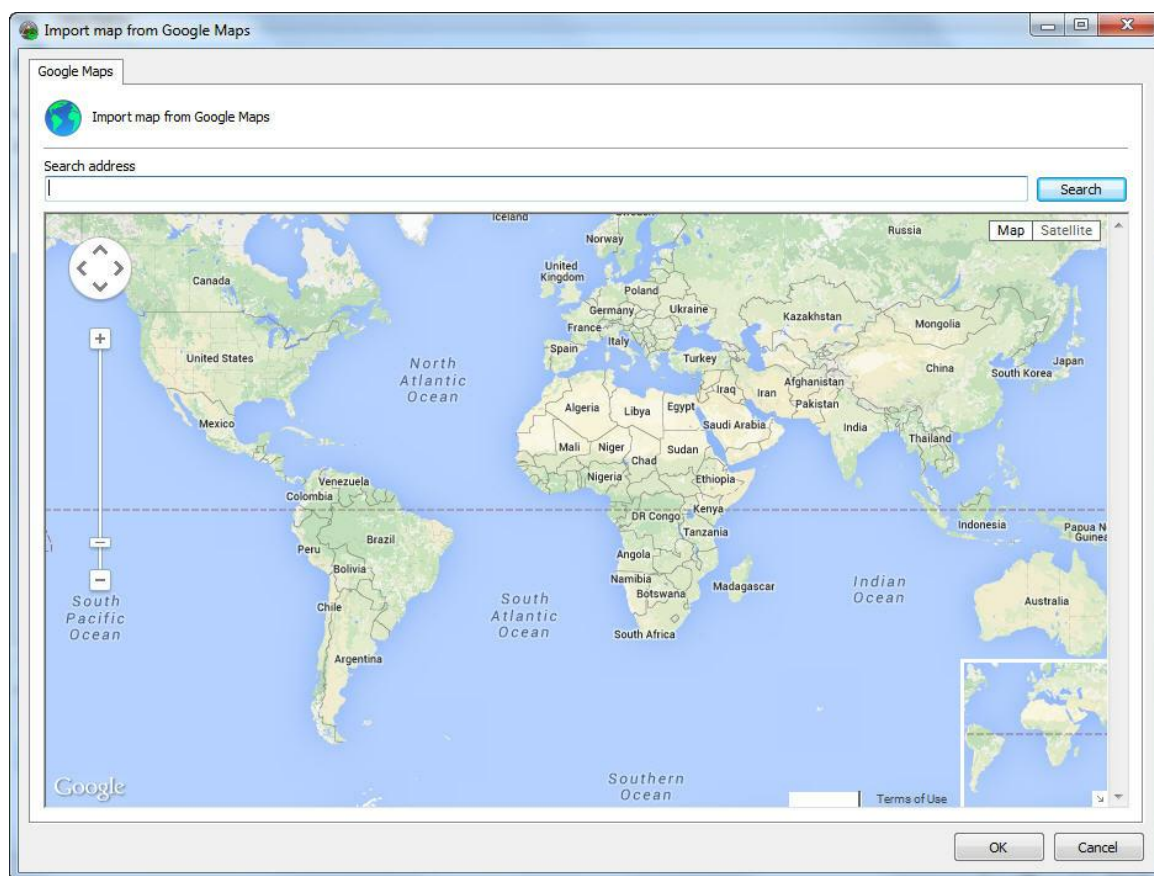 Import map from Google Maps
Google Maps
Import map from Google Maps
Search address
Search
Iceland
Norway
Russia
Map Satellite
Canada
United
Kingdom
Poland
Germany
Ukraine
Kazakhstan
Mongolia
France
Italy
Spain
Turkey
United States
North
Atlantic
Ocean
China
Japan
South Korea
Iraq
Iran
Afghanistan
Pakistan
Algeria
Libya
Egypt
Saudi Arabia
Mexico
India
Thailand
Mali
Niger
Chad
Sudan
Nigeria
Ethiopia
Venezuela
Colombia
DR Congo
Kenya
Tanzania
Indonesia
Papua N
Guinea
Peru
Brazil
Bolivia
Angola
Namibia
Botswana
Madagascar
Indian
Ocean
South
Pacific
Ocean
Chile
South
Atlantic
Ocean
Australia
South Africa
Argentina
Google
Southern
Ocean
Terms of Use
OK
Cancel